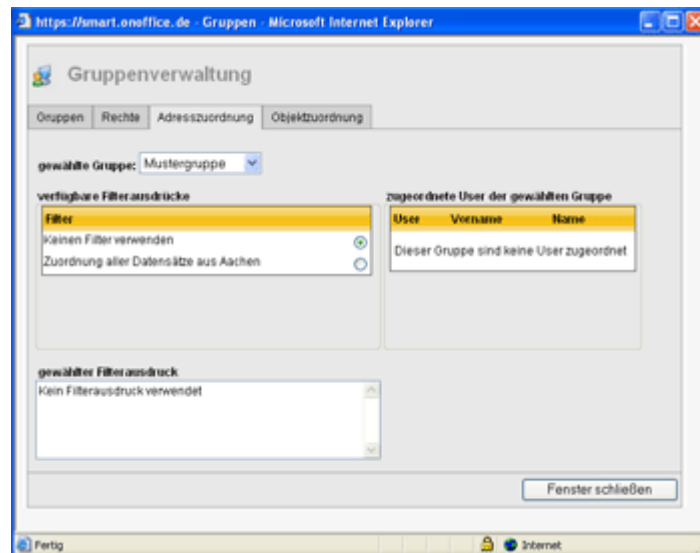 https://smart.onoffice.de - Gruppen - Microsoft Internet Explorer
Gruppenverwaltung
Gruppen Rechte Adresszuordnung Objektzuordnung
gewählte Gruppe: Mustergruppe
verfügbare Filterausdrücke
Filter
Keinen Filter verwenden
Zuordnung aller Datensätze aus Aachen
zugeordnete User der gewählten Gruppe
User Vorname Name
Dieser Gruppe sind keine User zugeordnet
gewählter Filterausdruck
Kein Filterausdruck verwendet
Fenster schließen
Fertig
Internet